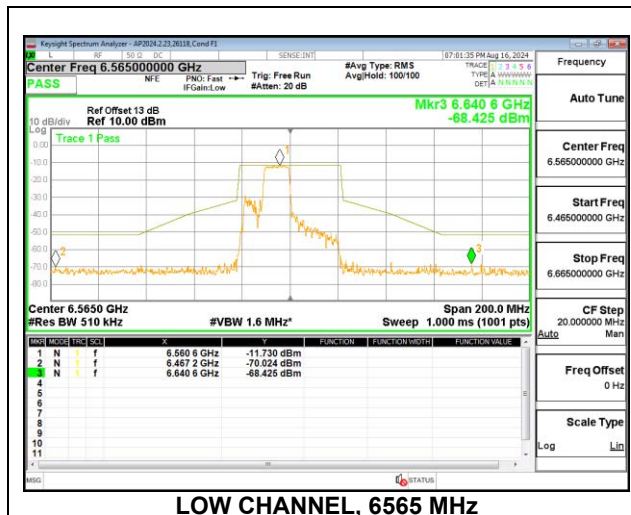 Keysight Spectrum Analyzer - AP2024.2.23,26118,Cond F1
L RF 50 Ω DC SENSE:INT 07:01:35 PM Aug 16, 2024
Center Freq 6.565000000 GHz
PASS
NFE
PNO: Fast
IFGain:Low
Trig: Free Run
#Atten: 20 dB
#Avg Type: RMS
Avg|Hold: 100/100
TRACE 1 2 3 4 5 6
TYPE A WWWWW
DET A N N N N N
Ref Offset 13 dB
10 dB/div Ref 10.00 dBm
Mkr3 6.640 6 GHz
-68.425 dBm
Log
Trace 1 Pass
0.00
-10.0
-20.0
-30.0
-40.0
-50.0
-60.0
-70.0
-80.0
1
2
3
Center 6.5650 GHz Span 200.0 MHz
#Res BW 510 kHz #VBW 1.6 MHz* Sweep 1.000 ms (1001 pts)
MKR MODE TRC SCL X Y FUNCTION FUNCTION WIDTH FUNCTION VALUE
1 N 1 f 6.560 6 GHz -11.730 dBm
2 N 1 f 6.467 2 GHz -70.024 dBm
3 N 1 f 6.640 6 GHz -68.425 dBm
4
5
6
7
8
9
10
11
MSG STATUS
Frequency
Auto Tune
Center Freq
6.565000000 GHz
Start Freq
6.465000000 GHz
Stop Freq
6.665000000 GHz
CF Step
20.000000 MHz
Auto Man
Freq Offset
0 Hz
Scale Type
Log Lin
LOW CHANNEL, 6565 MHz